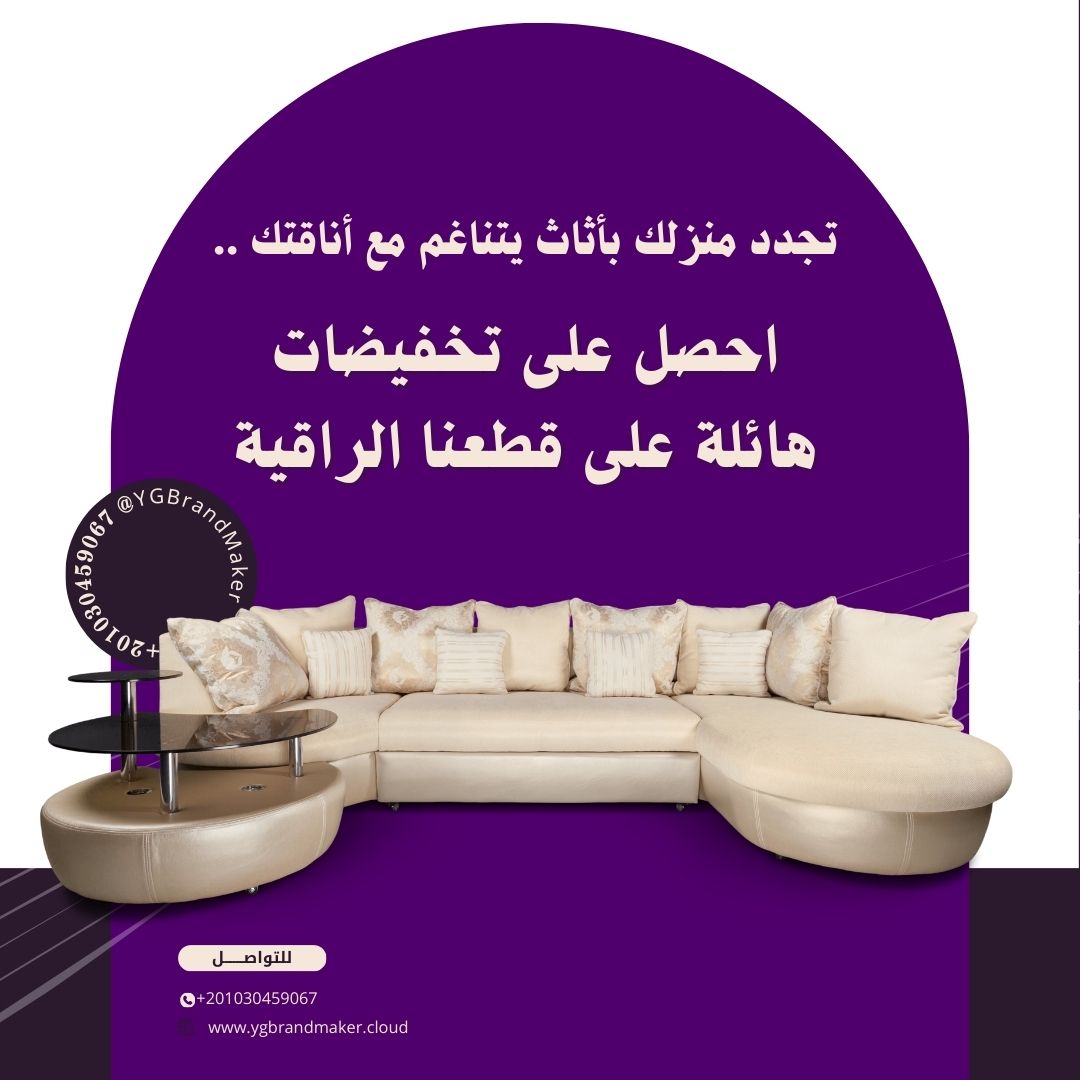 تجدد منزلك بأثاث يتناغم مع أناقتك ..
احصل على تخفيضات
هائلة على قطعنا الراقية
+201030459067 @YGBrandMaker
للتواصــــل
+201030459067
www.ygbrandmaker.cloud